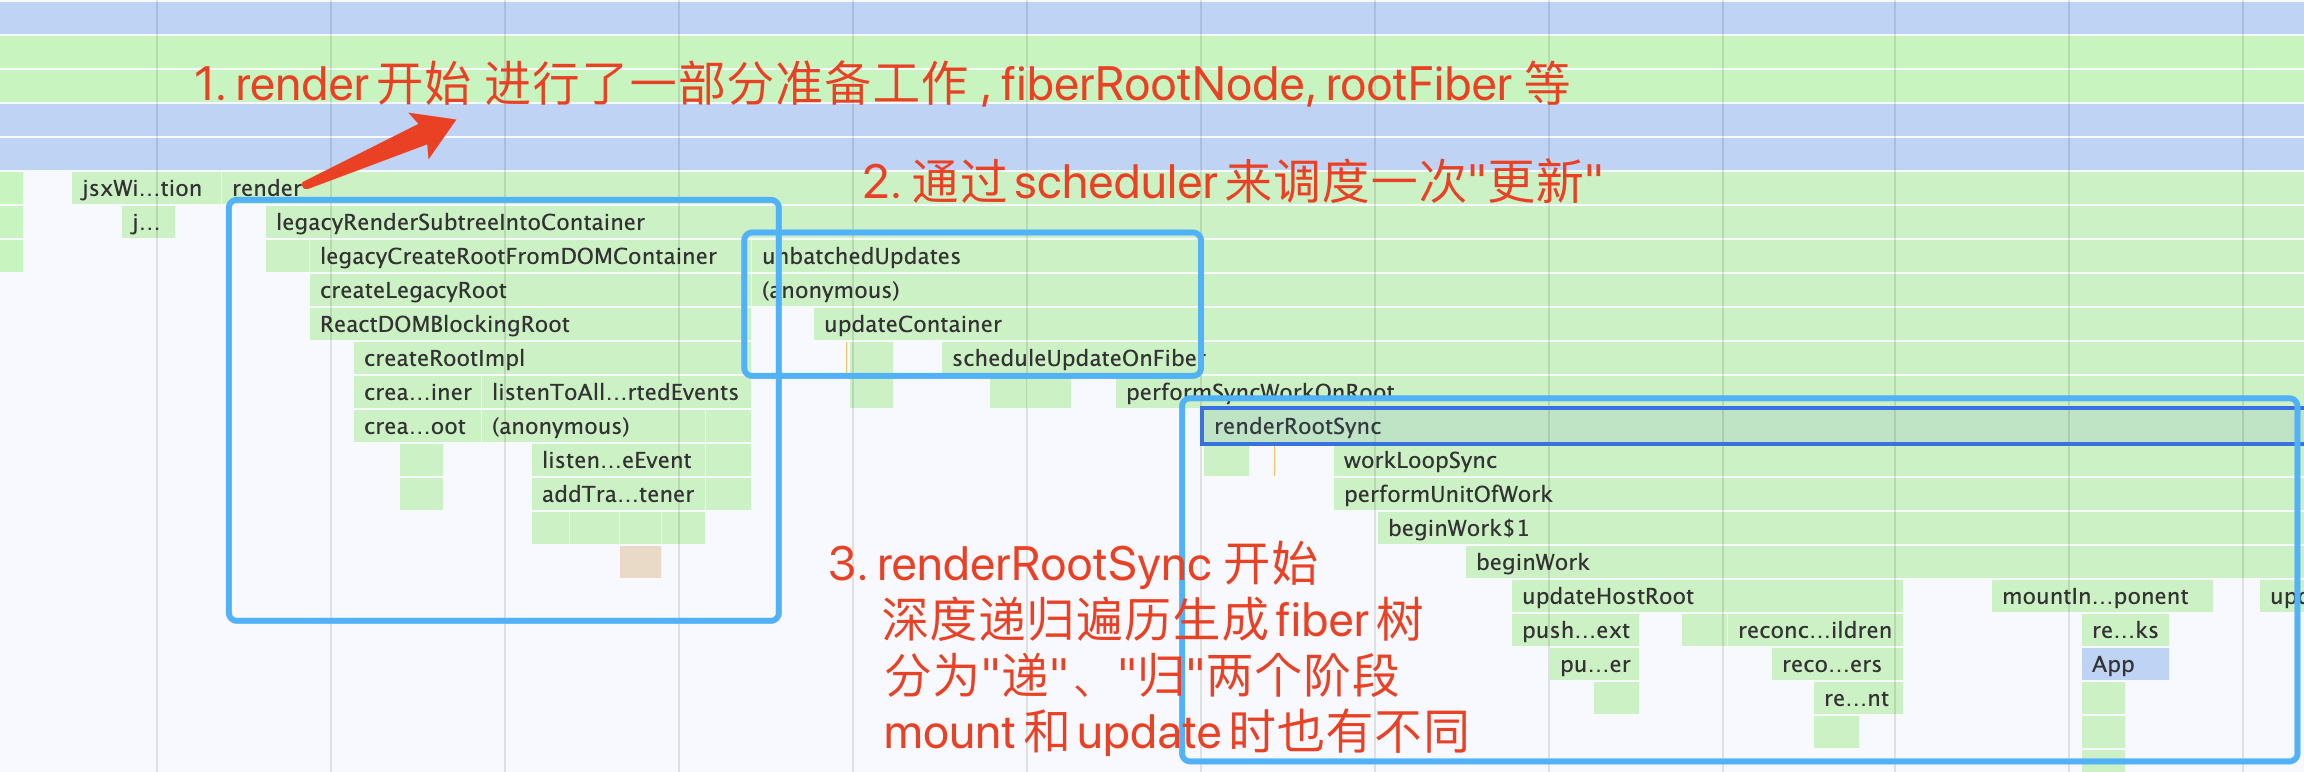 1. render 开始 进行了一部分准备工作 , fiberRootNode, rootFiber 等
2. 通过 scheduler 来调度一次"更新"
jsxWi...tion render
j... legacyRenderSubtreeIntoContainer
legacyCreateRootFromDOMContainer unbatchedUpdates
createLegacyRoot (anonymous)
ReactDOMBlockingRoot updateContainer
createRootImpl scheduleUpdateOnFiber
crea...iner listenToAll...rtedEvents performSyncWorkOnRoot
crea...oot (anonymous) renderRootSync
listen...eEvent workLoopSync
addTra...tener performUnitOfWork
beginWork$1
beginWork
updateHostRoot mountIn...ponent upd
push...ext reconc...ildren re...ks
pu...er reco...ers App
re...nt
3. renderRootSync 开始
深度递归遍历生成 fiber 树
分为"递"、"归"两个阶段
mount 和 update 时也有不同